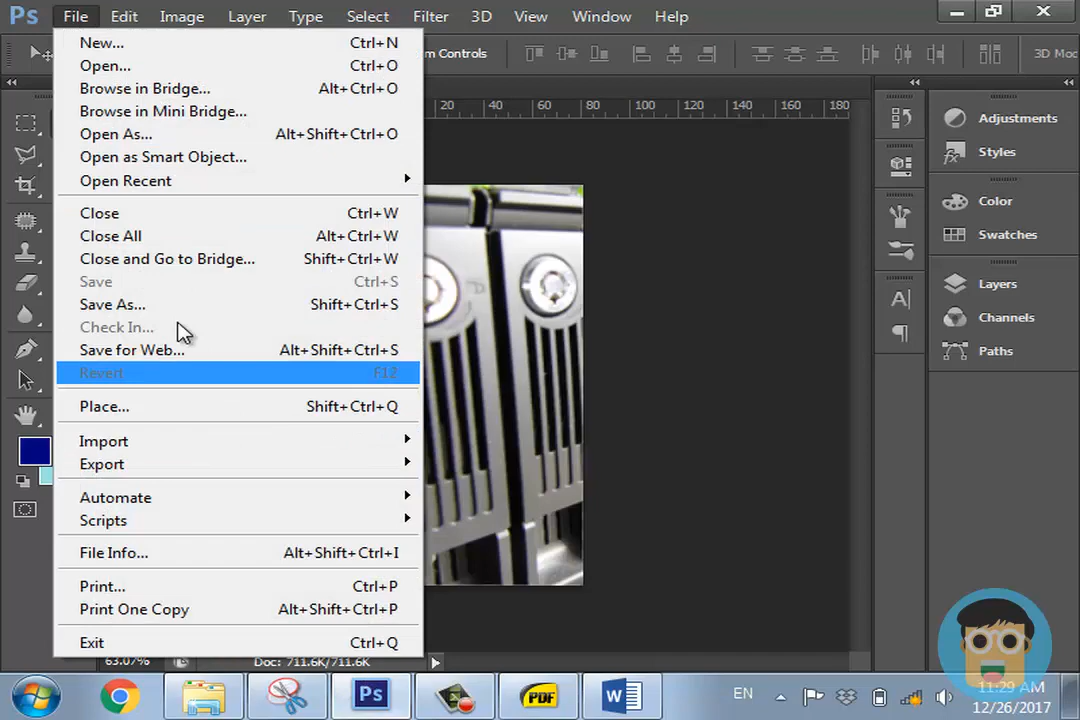 Ps File Edit Image Layer Type Select Filter 3D View Window Help
New... Ctrl+N
Open... Ctrl+O
m Controls 3D Moc
Browse in Bridge... Alt+Ctrl+O
Browse in Mini Bridge...
20 40 60 80 100 120 140 160 180
Open As... Alt+Shift+Ctrl+O
Open as Smart Object...
Open Recent
Close Ctrl+W
Close All Alt+Ctrl+W
Close and Go to Bridge... Shift+Ctrl+W
Save Ctrl+S
Save As... Shift+Ctrl+S
Check In...
Save for Web... Alt+Shift+Ctrl+S
Revert F12
Place... Shift+Ctrl+Q
Import
Export
Automate
Scripts
File Info... Alt+Shift+Ctrl+I
Print... Ctrl+P
Print One Copy Alt+Shift+Ctrl+P
Exit Ctrl+Q
Adjustments
fx Styles
Color
Swatches
Layers
A
Channels
Paths
63.07% Doc: 711.6K/711.6K
Ps PDF W EN 11:29 AM
12/26/2017